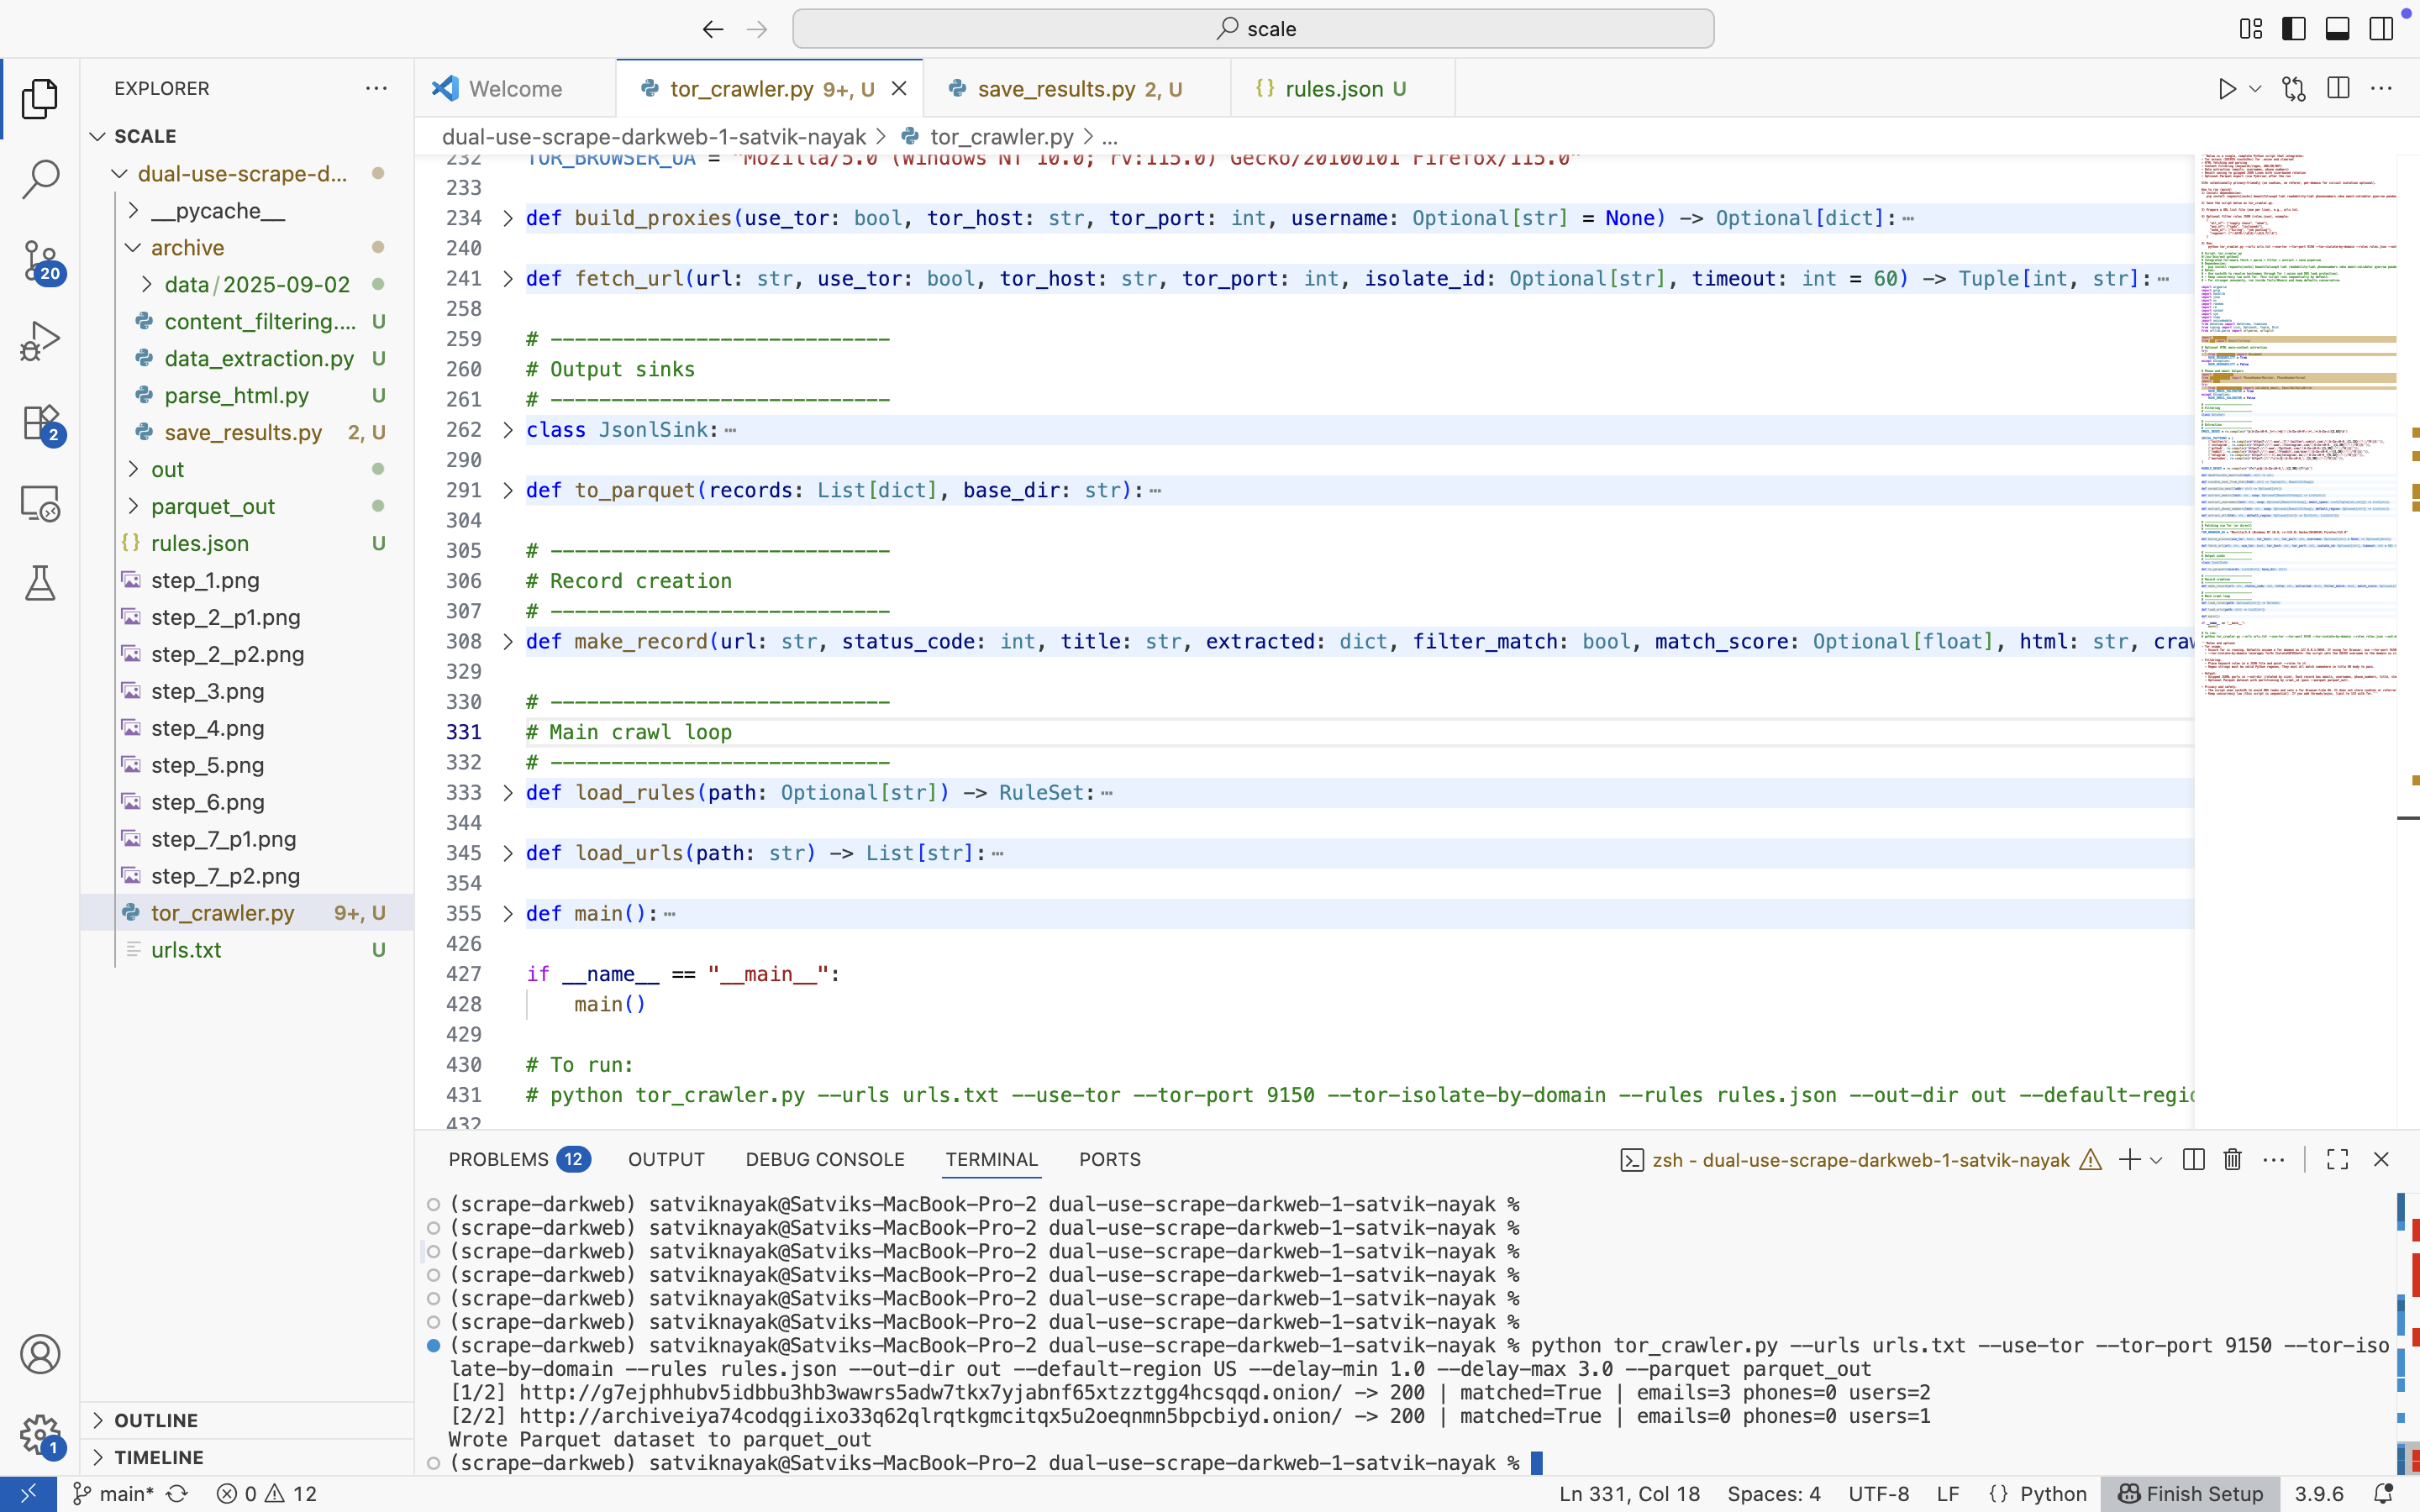 scale
EXPLORER
SCALE
dual-use-scrape-d...
__pycache__
archive
data/2025-09-02
content_filtering.... U
data_extraction.py U
parse_html.py U
save_results.py 2, U
out
parquet_out
rules.json U
step_1.png
step_2_p1.png
step_2_p2.png
step_3.png
step_4.png
step_5.png
step_6.png
step_7_p1.png
step_7_p2.png
tor_crawler.py 9+, U
urls.txt U
OUTLINE
TIMELINE
20
2
1
Welcome
tor_crawler.py 9+, U
save_results.py 2, U
{} rules.json U
dual-use-scrape-darkweb-1-satvik-nayak > tor_crawler.py > ...
232 TOR_BROWSER_UA = "Mozilla/5.0 (Windows NT 10.0; rv:115.0) Gecko/20100101 Firefox/115.0"
233
234 def build_proxies(use_tor: bool, tor_host: str, tor_port: int, username: Optional[str] = None) -> Optional[dict]:⋯
240
241 def fetch_url(url: str, use_tor: bool, tor_host: str, tor_port: int, isolate_id: Optional[str], timeout: int = 60) -> Tuple[int, str]:⋯
258
259 # ----------------------------
260 # Output sinks
261 # ----------------------------
262 class JsonlSink:⋯
290
291 def to_parquet(records: List[dict], base_dir: str):⋯
304
305 # ----------------------------
306 # Record creation
307 # ----------------------------
308 def make_record(url: str, status_code: int, title: str, extracted: dict, filter_match: bool, match_score: Optional[float], html: str, craw
329
330 # ----------------------------
331 # Main crawl loop
332 # ----------------------------
333 def load_rules(path: Optional[str]) -> RuleSet:⋯
344
345 def load_urls(path: str) -> List[str]:⋯
354
355 def main():⋯
426
427 if __name__ == "__main__":
428 main()
429
430 # To run:
431 # python tor_crawler.py --urls urls.txt --use-tor --tor-port 9150 --tor-isolate-by-domain --rules rules.json --out-dir out --default-regio
432
PROBLEMS 12 OUTPUT DEBUG CONSOLE TERMINAL PORTS
zsh - dual-use-scrape-darkweb-1-satvik-nayak
(scrape-darkweb) satviknayak@Satviks-MacBook-Pro-2 dual-use-scrape-darkweb-1-satvik-nayak %
(scrape-darkweb) satviknayak@Satviks-MacBook-Pro-2 dual-use-scrape-darkweb-1-satvik-nayak %
(scrape-darkweb) satviknayak@Satviks-MacBook-Pro-2 dual-use-scrape-darkweb-1-satvik-nayak %
(scrape-darkweb) satviknayak@Satviks-MacBook-Pro-2 dual-use-scrape-darkweb-1-satvik-nayak %
(scrape-darkweb) satviknayak@Satviks-MacBook-Pro-2 dual-use-scrape-darkweb-1-satvik-nayak %
(scrape-darkweb) satviknayak@Satviks-MacBook-Pro-2 dual-use-scrape-darkweb-1-satvik-nayak %
(scrape-darkweb) satviknayak@Satviks-MacBook-Pro-2 dual-use-scrape-darkweb-1-satvik-nayak % python tor_crawler.py --urls urls.txt --use-tor --tor-port 9150 --tor-iso
late-by-domain --rules rules.json --out-dir out --default-region US --delay-min 1.0 --delay-max 3.0 --parquet parquet_out
[1/2] http://g7ejphhubv5idbbu3hb3wawrs5adw7tkx7yjabnf65xtzztgg4hcsqqd.onion/ -> 200 | matched=True | emails=3 phones=0 users=2
[2/2] http://archiveiya74codqgiixo33q62qlrqtkgmcitqx5u2oeqnmn5bpcbiyd.onion/ -> 200 | matched=True | emails=0 phones=0 users=1
Wrote Parquet dataset to parquet_out
(scrape-darkweb) satviknayak@Satviks-MacBook-Pro-2 dual-use-scrape-darkweb-1-satvik-nayak %
main* 0 12
Ln 331, Col 18 Spaces: 4 UTF-8 LF {} Python Finish Setup 3.9.6